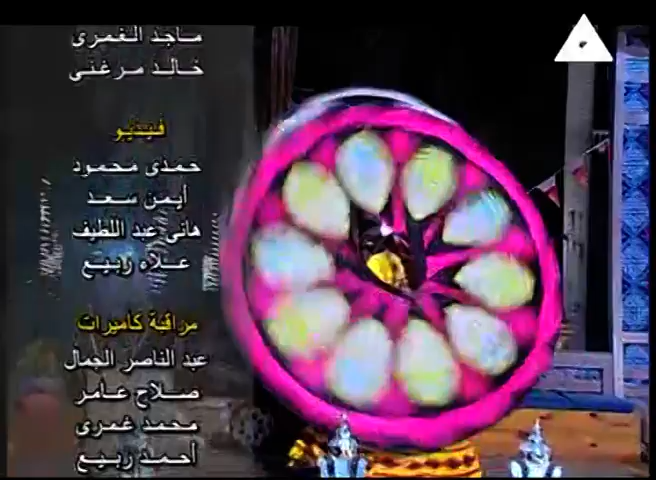 ماجد الغمرى
خالد مرغنى
فيديو
حمدى محمود
أيمن سعد
هانى عبد اللطيف
علاء ربيع
مراقبة كاميرات
عبد الناصر الجمال
صلاح عامر
محمد غمرى
أحمد ربيع